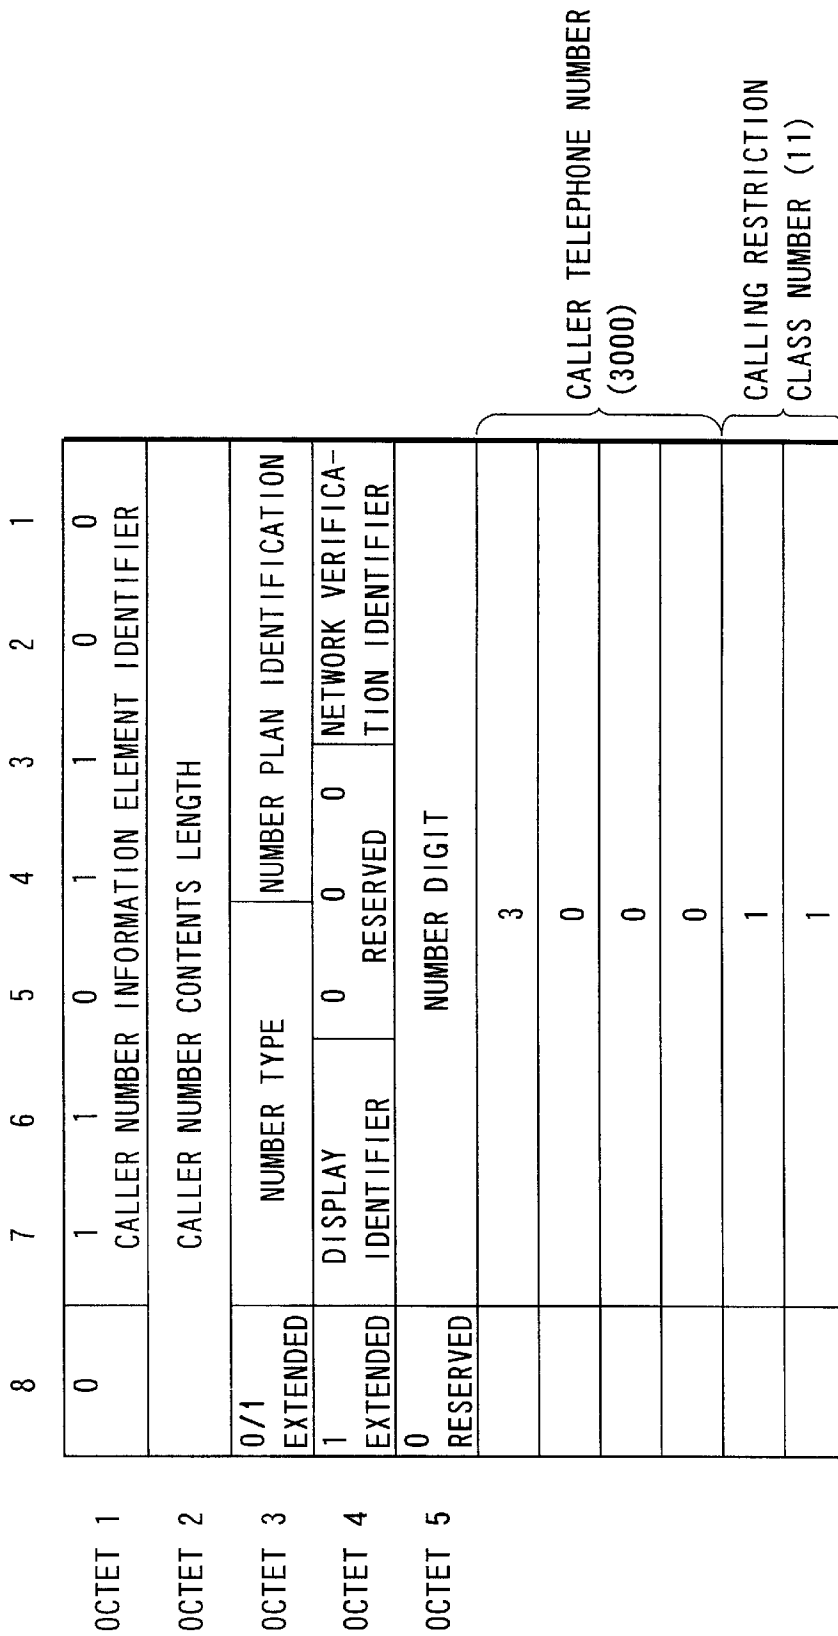 8 7 6 5 4 3 2 1
OCTET 1
0 1 1 0 1 1 0 0
CALLER NUMBER INFORMATION ELEMENT IDENTIFIER
OCTET 2
CALLER NUMBER CONTENTS LENGTH
OCTET 3
0/1
EXTENDED
NUMBER TYPE
NUMBER PLAN IDENTIFICATION
OCTET 4
1
EXTENDED
DISPLAY
IDENTIFIER
0 0 0
RESERVED
NETWORK VERIFICA-
TION IDENTIFIER
OCTET 5
0
RESERVED
NUMBER DIGIT
3
0
0
0
1
1
CALLER TELEPHONE NUMBER
(3000)
CALLING RESTRICTION
CLASS NUMBER (11)